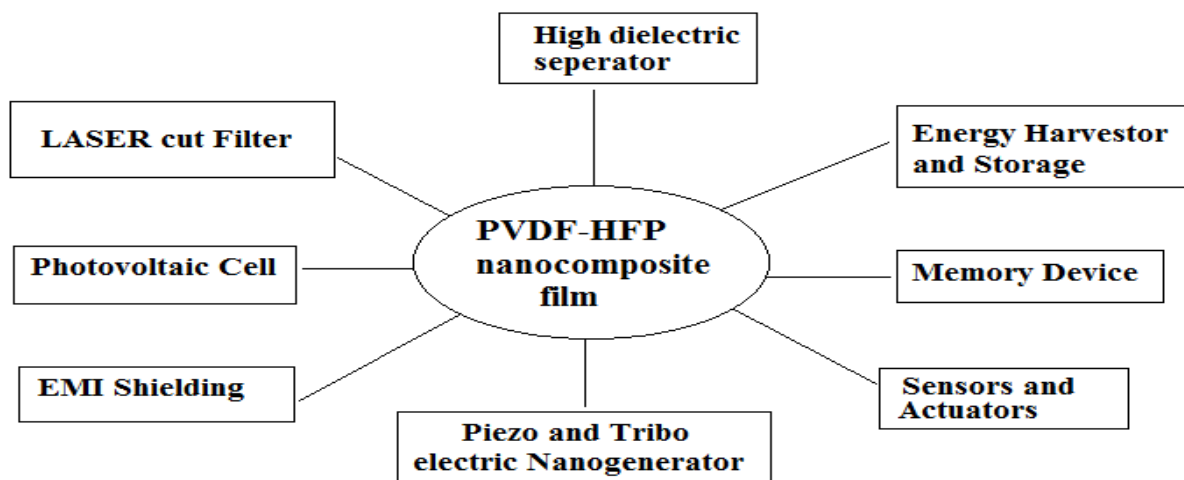 High dielectric
seperator
LASER cut Filter
Energy Harvestor
and Storage
PVDF-HFP
nanocomposite
film
Photovoltaic Cell
Memory Device
EMI Shielding
Sensors and
Actuators
Piezo and Tribo
electric Nanogenerator